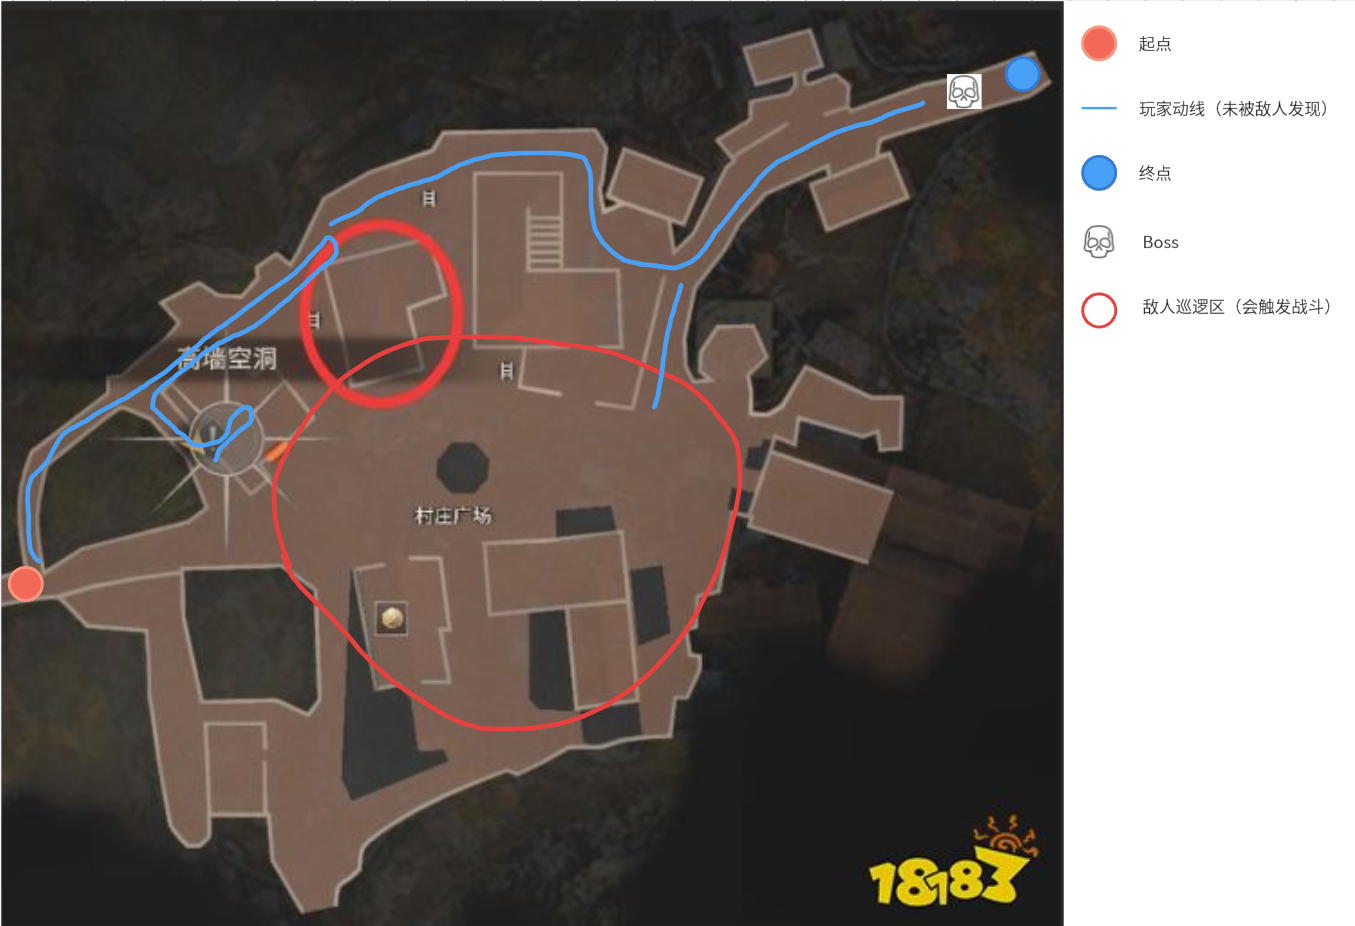 起点
玩家动线（未被敌人发现）
终点
Boss
敌人巡逻区（会触发战斗）
高墙空洞
村庄广场
18183